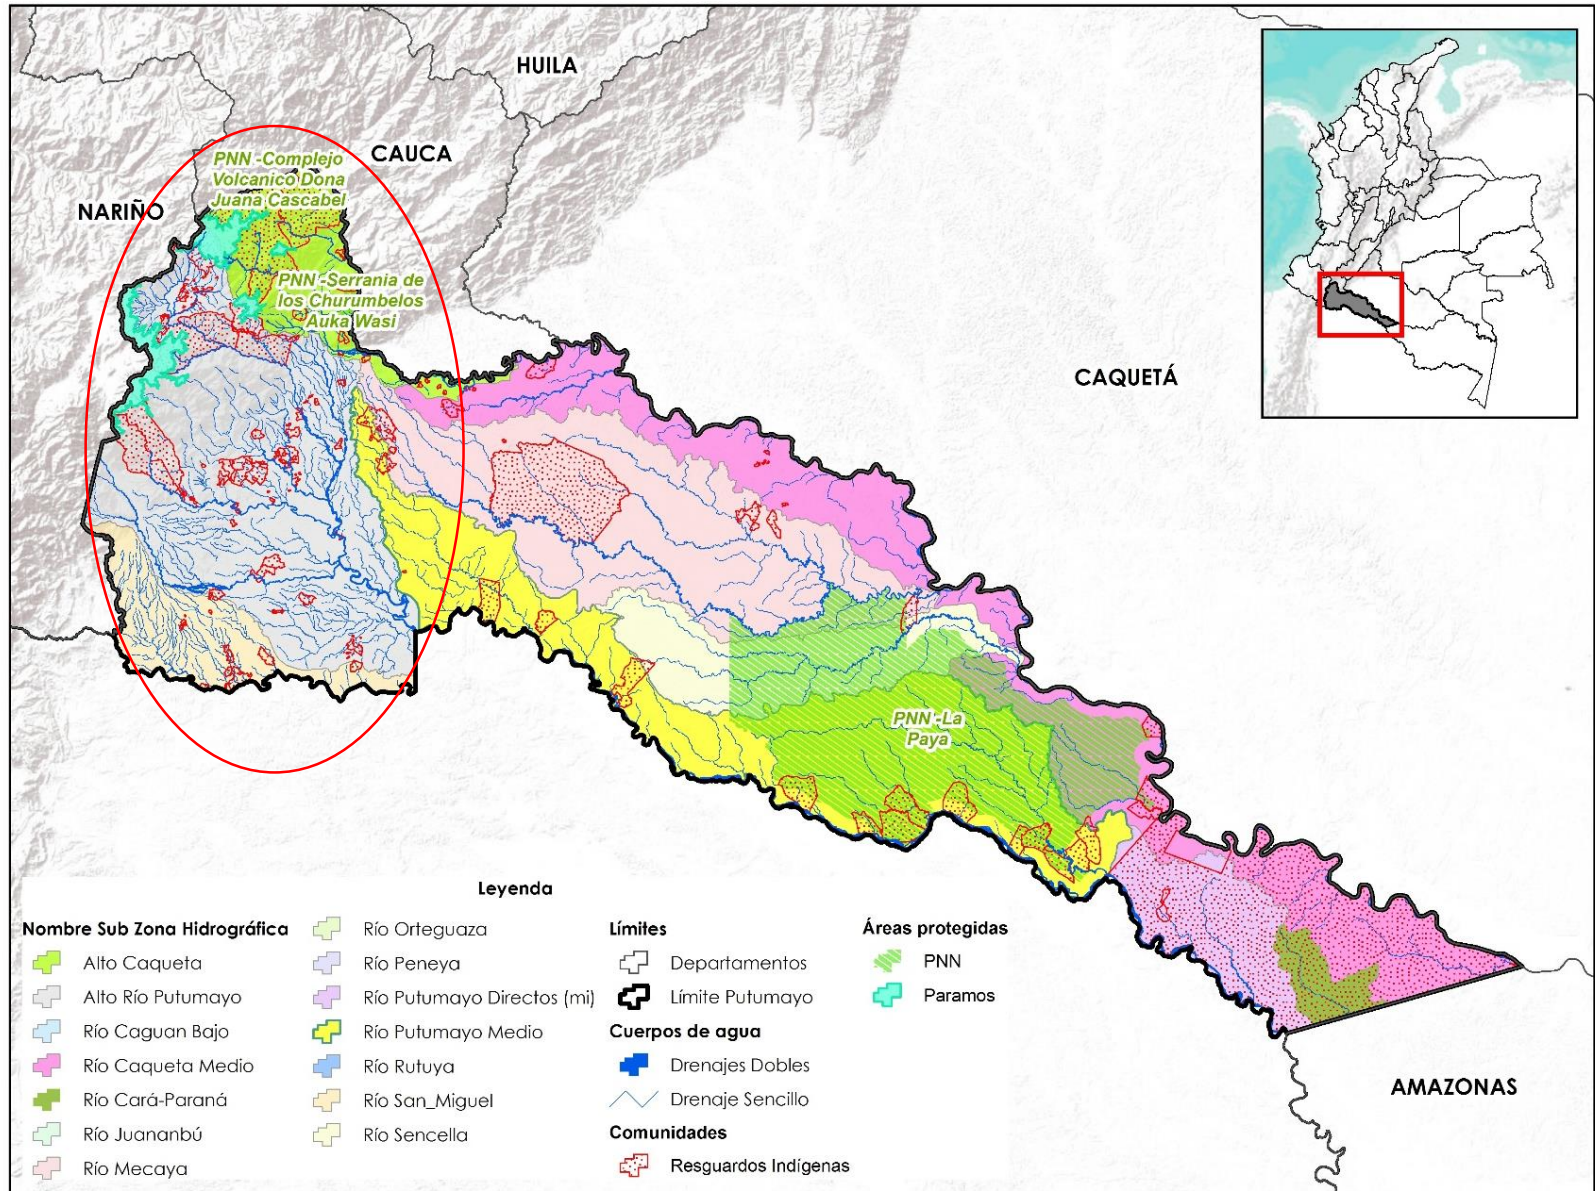 HUILA
CAUCA
NARIÑO
PNN -Complejo
Volcanico Dona
Juana Cascabel
PNN -Serrania de
los Churumbelos
Auka Wasi
CAQUETÁ
PNN -La
Paya
AMAZONAS
Leyenda
Nombre Sub Zona Hidrográfica
Alto Caqueta
Alto Río Putumayo
Río Caguan Bajo
Río Caqueta Medio
Río Cará-Paraná
Río Juananbú
Río Mecaya
Río Orteguaza
Río Peneya
Río Putumayo Directos (mi)
Río Putumayo Medio
Río Rutuya
Río San_Miguel
Río Sencella
Límites
Departamentos
Límite Putumayo
Cuerpos de agua
Drenajes Dobles
Drenaje Sencillo
Comunidades
Resguardos Indígenas
Áreas protegidas
PNN
Paramos